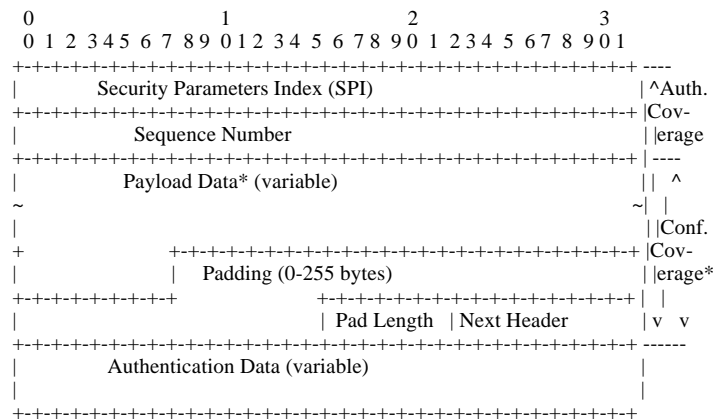 0 1 2 3
0 1 2 3 4 5 6 7 8 9 0 1 2 3 4 5 6 7 8 9 0 1 2 3 4 5 6 7 8 9 0 1
+-+-+-+-+-+-+-+-+-+-+-+-+-+-+-+-+-+-+-+-+-+-+-+-+-+-+-+-+-+-+-+-+ ----
| Security Parameters Index (SPI) | ^Auth.
+-+-+-+-+-+-+-+-+-+-+-+-+-+-+-+-+-+-+-+-+-+-+-+-+-+-+-+-+-+-+-+-+ |Cov-
| Sequence Number | |erage
+-+-+-+-+-+-+-+-+-+-+-+-+-+-+-+-+-+-+-+-+-+-+-+-+-+-+-+-+-+-+-+-+ | ----
| Payload Data* (variable) | | ^
~ ~| |
| | |Conf.
+ +-+-+-+-+-+-+-+-+-+-+-+-+-+-+-+-+-+-+-+-+-+-+-+-+ |Cov-
| | Padding (0-255 bytes) | |erage*
+-+-+-+-+-+-+-+-+ +-+-+-+-+-+-+-+-+-+-+-+-+-+-+-+-+ | |
| | Pad Length | Next Header | v v
+-+-+-+-+-+-+-+-+-+-+-+-+-+-+-+-+-+-+-+-+-+-+-+-+-+-+-+-+-+-+-+-+ ------
| Authentication Data (variable) |
| |
+-+-+-+-+-+-+-+-+-+-+-+-+-+-+-+-+-+-+-+-+-+-+-+-+-+-+-+-+-+-+-+-+